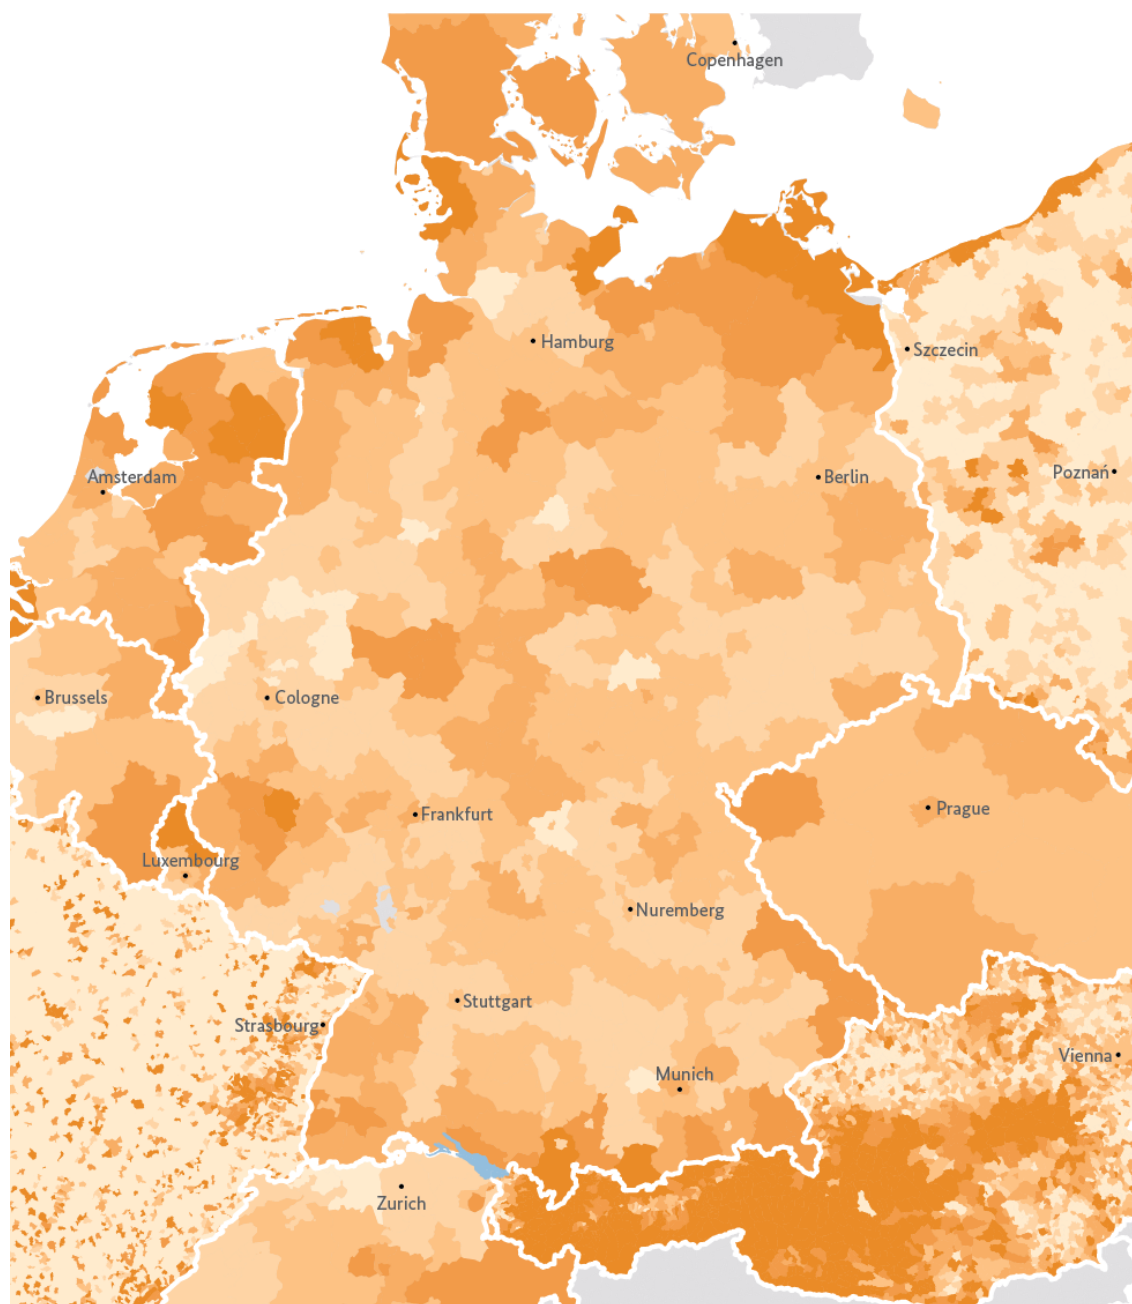 Copenhagen
Hamburg
Szczecin
Amsterdam
Berlin
Poznań
Brussels
Cologne
Prague
Frankfurt
Luxembourg
Nuremberg
Stuttgart
Strasbourg
Vienna
Munich
Zurich